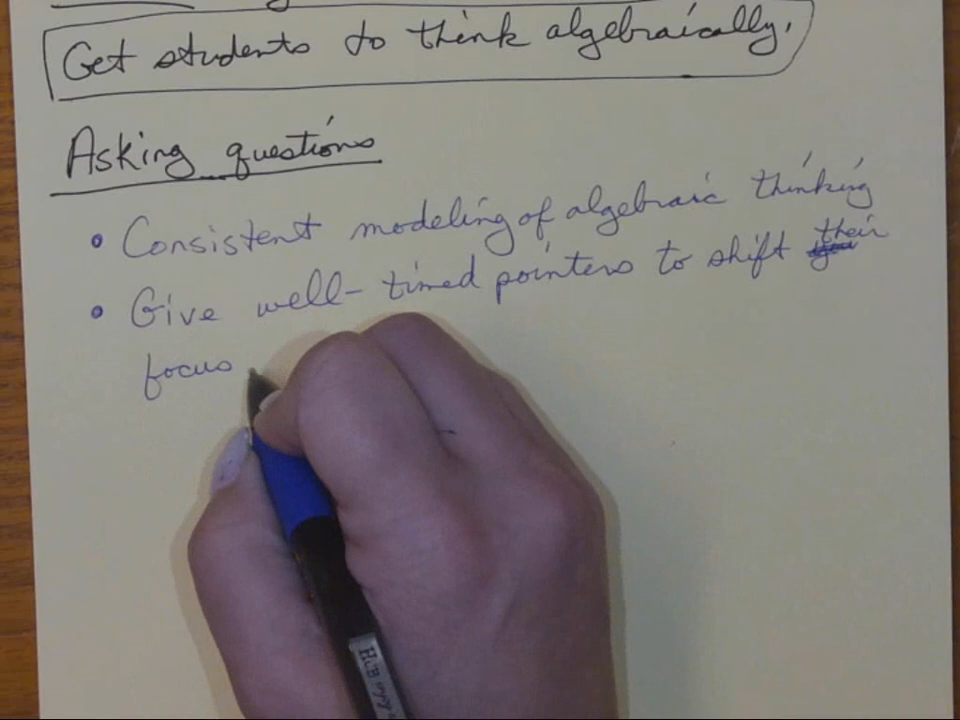 Get students to think algebraically.
Asking questions
• Consistent modeling of algebraic thinking
• Give well-timed pointers to shift their
focus